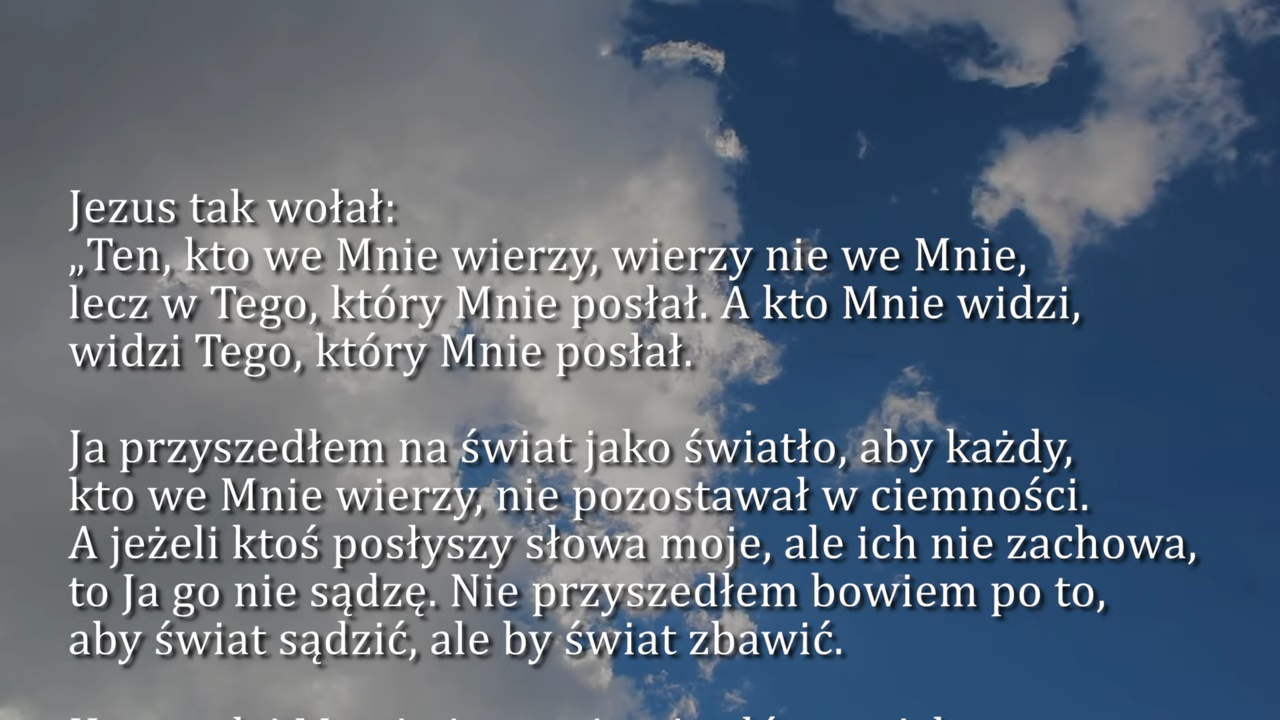 Jezus tak wołał:
„Ten, kto we Mnie wierzy, wierzy nie we Mnie,
lecz w Tego, który Mnie posłał. A kto Mnie widzi,
widzi Tego, który Mnie posłał.
Ja przyszedłem na świat jako światło, aby każdy,
kto we Mnie wierzy, nie pozostawał w ciemności.
A jeżeli ktoś posłyszy słowa moje, ale ich nie zachowa,
to Ja go nie sądzę. Nie przyszedłem bowiem po to,
aby świat sądzić, ale by świat zbawić.